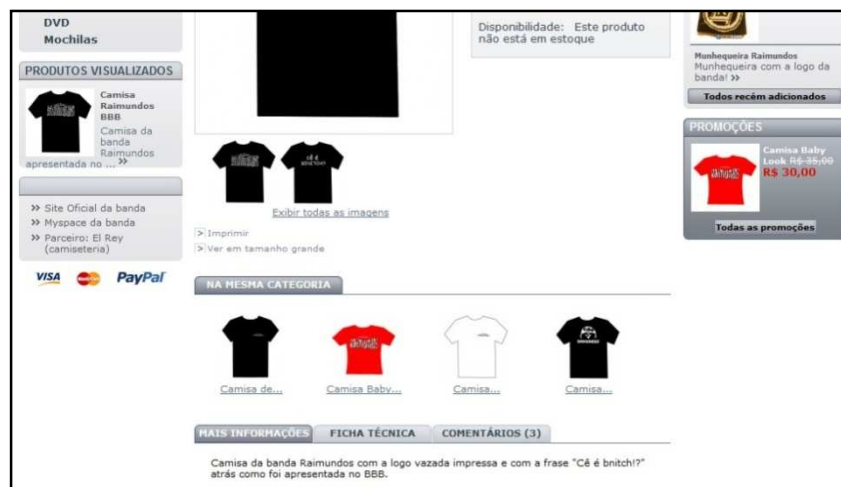 DVD
Mochilas
PRODUTOS VISUALIZADOS
Camisa
Raimundos
BBB
Camisa da
banda
Raimundos
apresentada no ... »
» Site Oficial da banda
» Myspace da banda
» Parceiro: El Rey
(camiseteria)
VISA MasterCard PayPal
Disponibilidade: Este produto
não está em estoque
Exibir todas as imagens
> Imprimir
> Ver em tamanho grande
NA MESMA CATEGORIA
Camisa de... Camisa Baby... Camisa... Camisa...
MAIS INFORMAÇÕES FICHA TÉCNICA COMENTÁRIOS (3)
Camisa da banda Raimundos com a logo vazada impressa e com a frase "Cê é bnitch!?"
atrás como foi apresentada no BBB.
Munhequeira Raimundos
Munhequeira com a logo da
banda! »
Todos recém adicionados
PROMOÇÕES
Camisa Baby
Look R$ 35,00
R$ 30,00
Todas as promoções